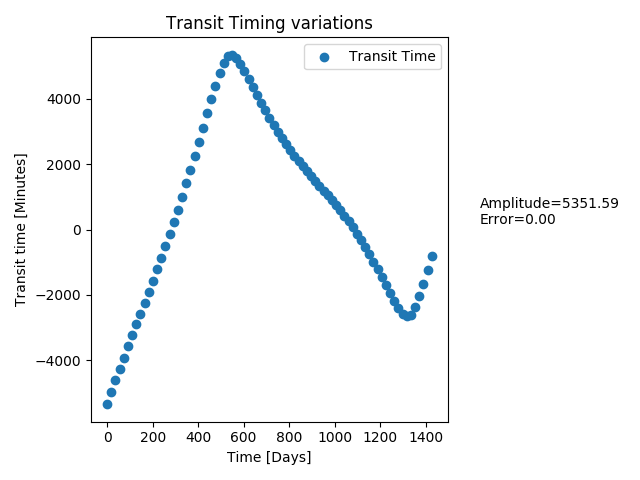 Transit Timing variations
Transit Time
4000
2000
0
−2000
−4000
Transit time [Minutes]
0 200 400 600 800 1000 1200 1400
Time [Days]
Amplitude=5351.59
Error=0.00